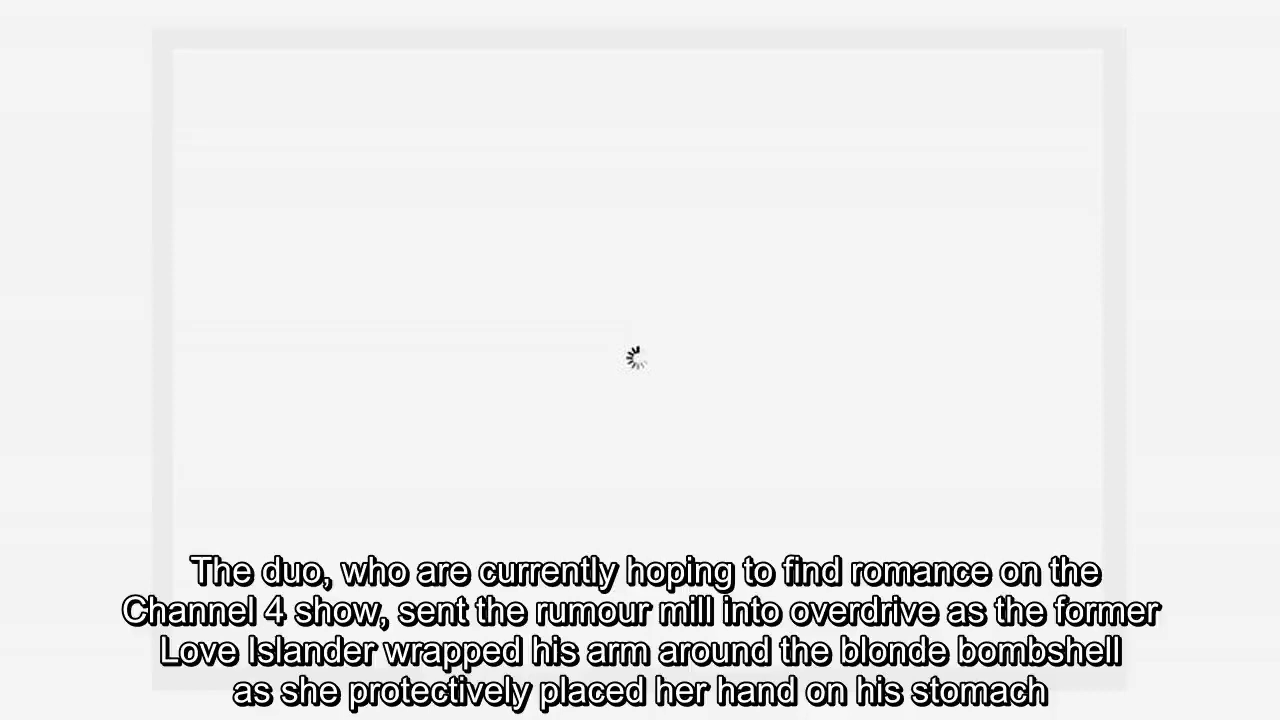 The duo, who are currently hoping to find romance on the
Channel 4 show, sent the rumour mill into overdrive as the former
Love Islander wrapped his arm around the blonde bombshell
as she protectively placed her hand on his stomach